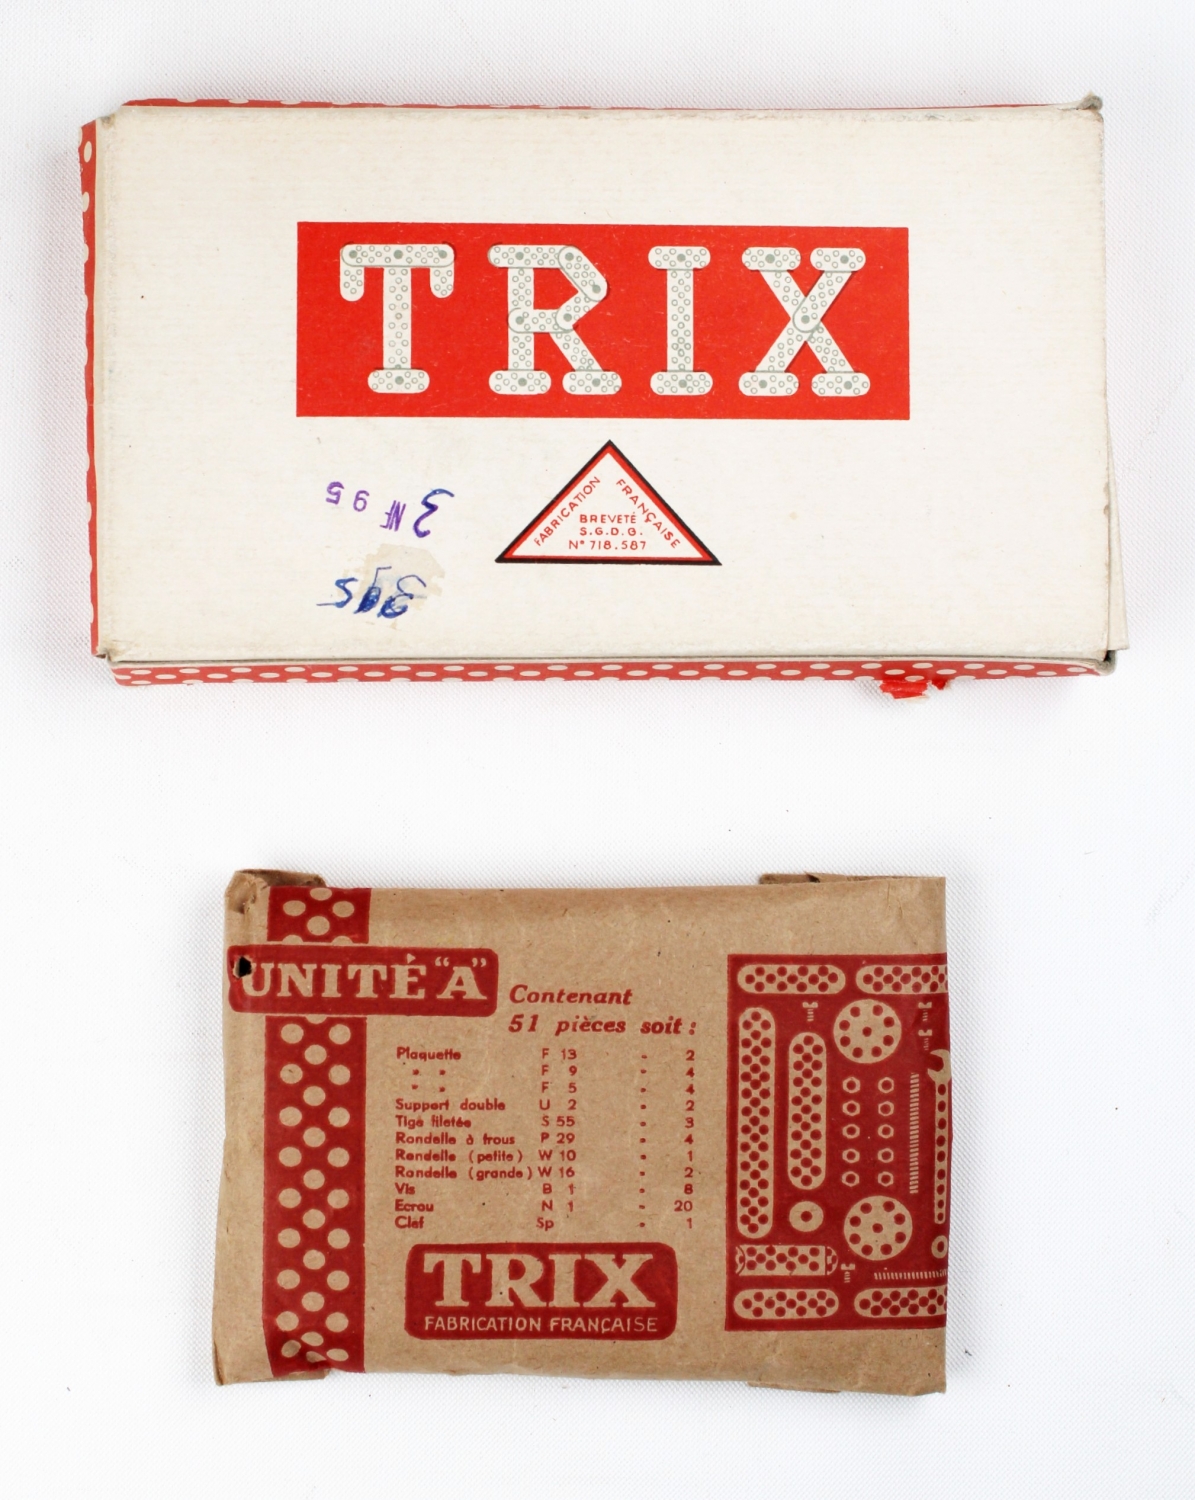 TRIX
FABRICATION FRANÇAISE
BREVETÉ
S.G.D.G.
N° 718.587
3 NF 95
395
UNITÉ "A"
Contenant
51 pièces soit :
Plaquette F 13 " 2
" " F 9 " 4
" " F 5 " 4
Support double U 2 " 2
Tige filetée S 55 " 3
Rondelle à trous P 29 " 4
Rondelle (petite) W 10 " 1
Rondelle (grande) W 16 " 2
Vis B 1 " 8
Ecrou N 1 " 20
Clef Sp " 1
TRIX
FABRICATION FRANÇAISE